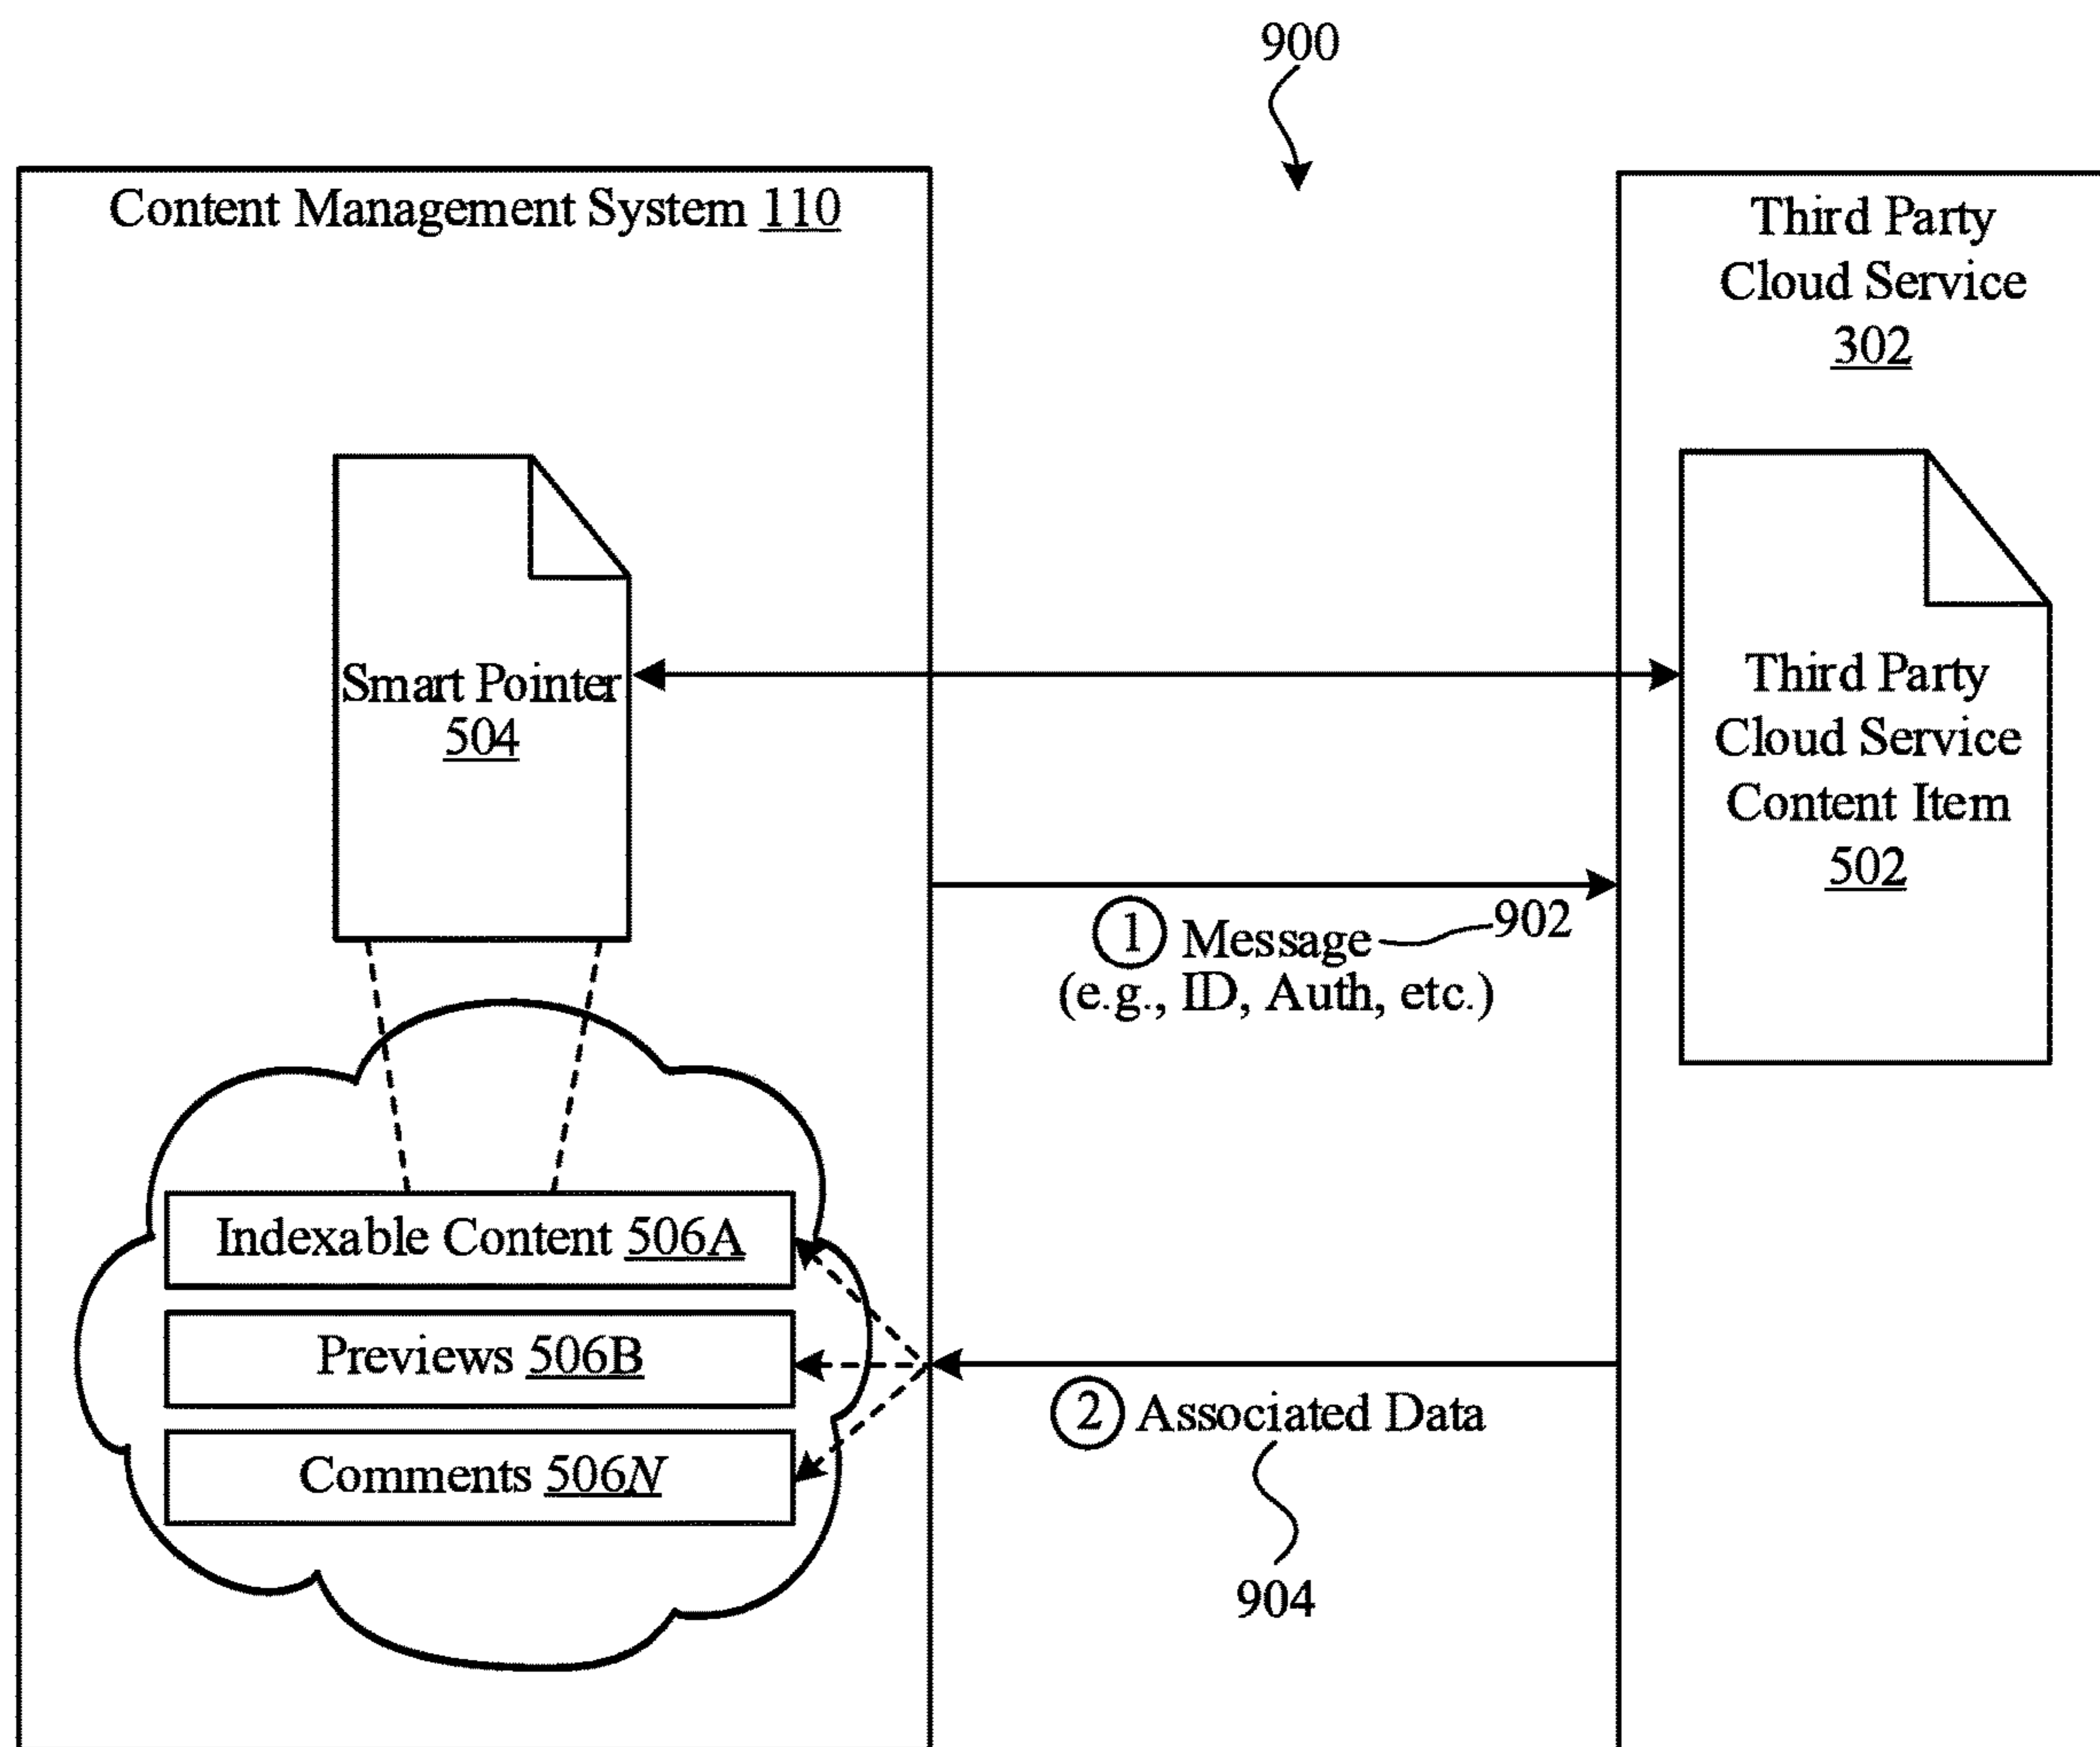 900
Content Management System 110
Third Party
Cloud Service
302
Smart Pointer
504
Third Party
Cloud Service
Content Item
502
1 Message 902
(e.g., ID, Auth, etc.)
Indexable Content 506A
Previews 506B
Comments 506N
2 Associated Data
904